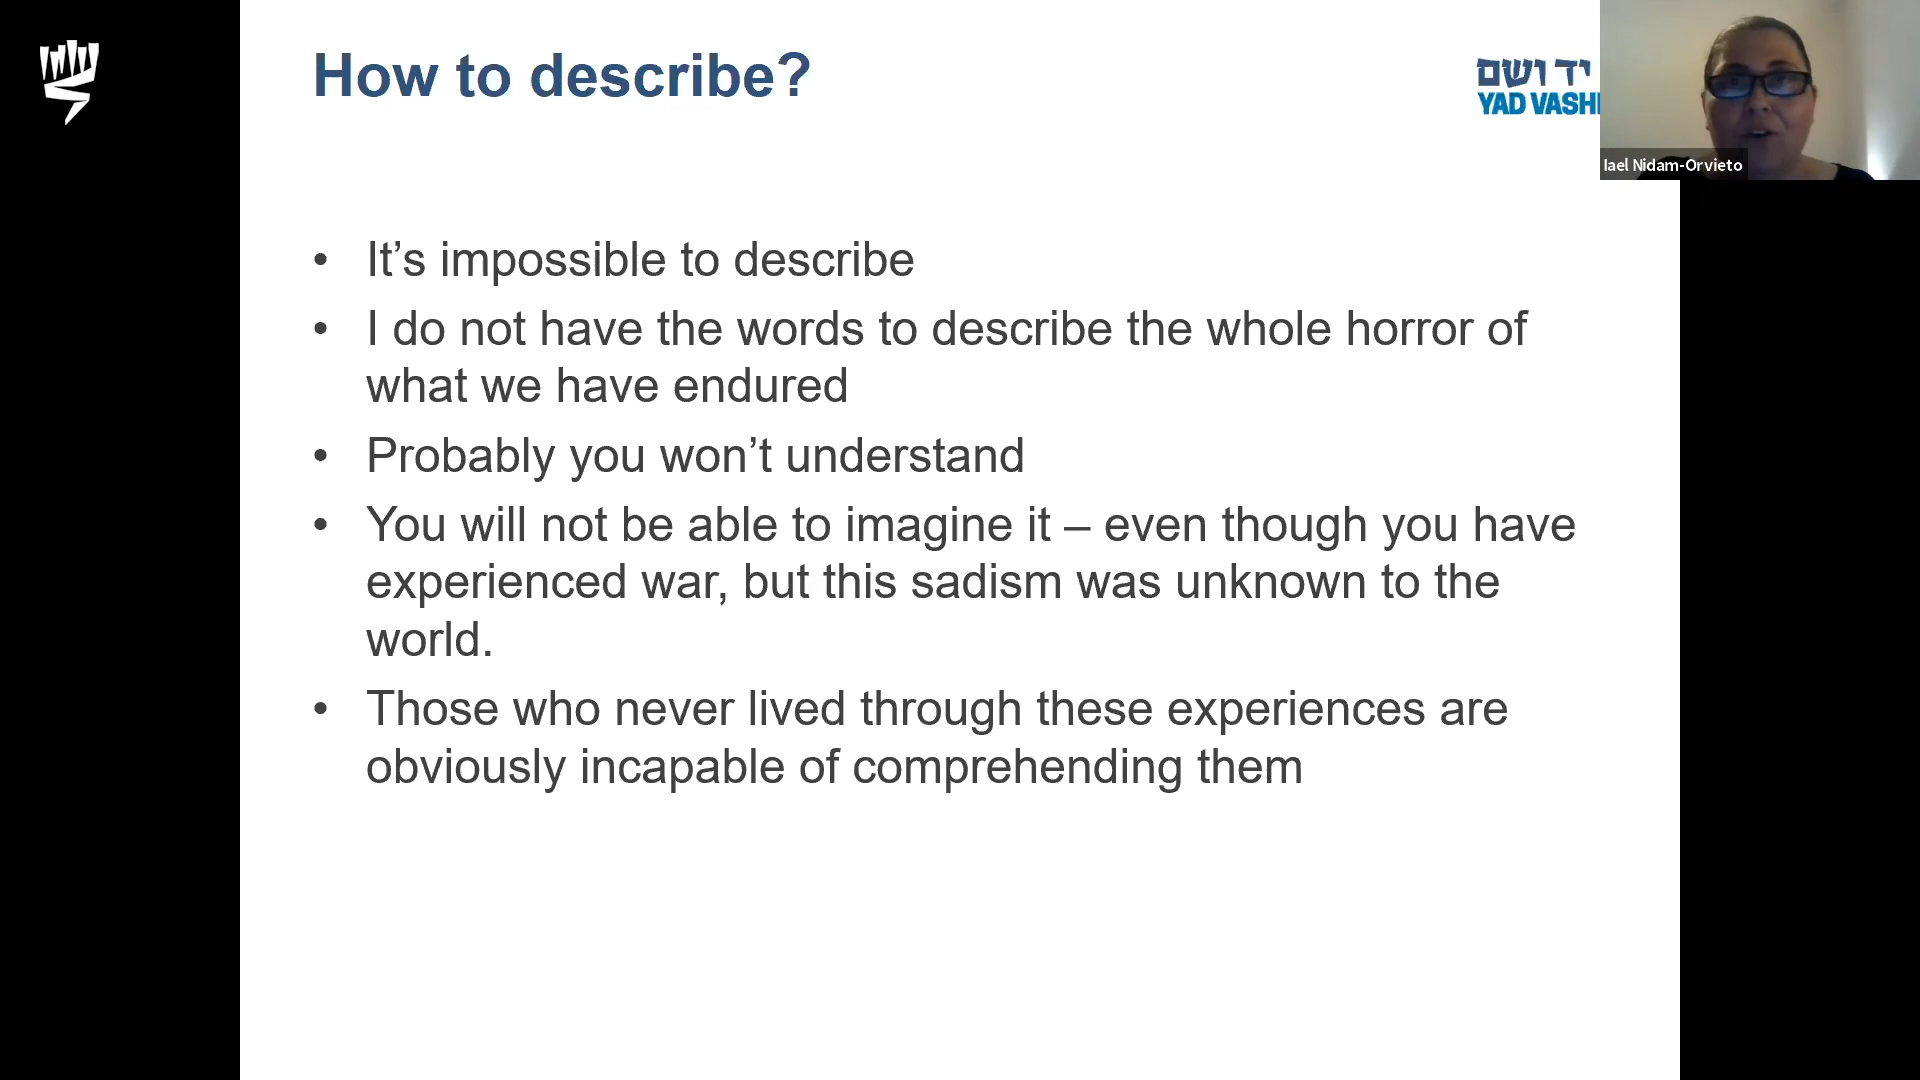 How to describe?
יד ושם
YAD VASH
Iael Nidam-Orvieto
• It’s impossible to describe
• I do not have the words to describe the whole horror of
what we have endured
• Probably you won’t understand
• You will not be able to imagine it – even though you have
experienced war, but this sadism was unknown to the
world.
• Those who never lived through these experiences are
obviously incapable of comprehending them